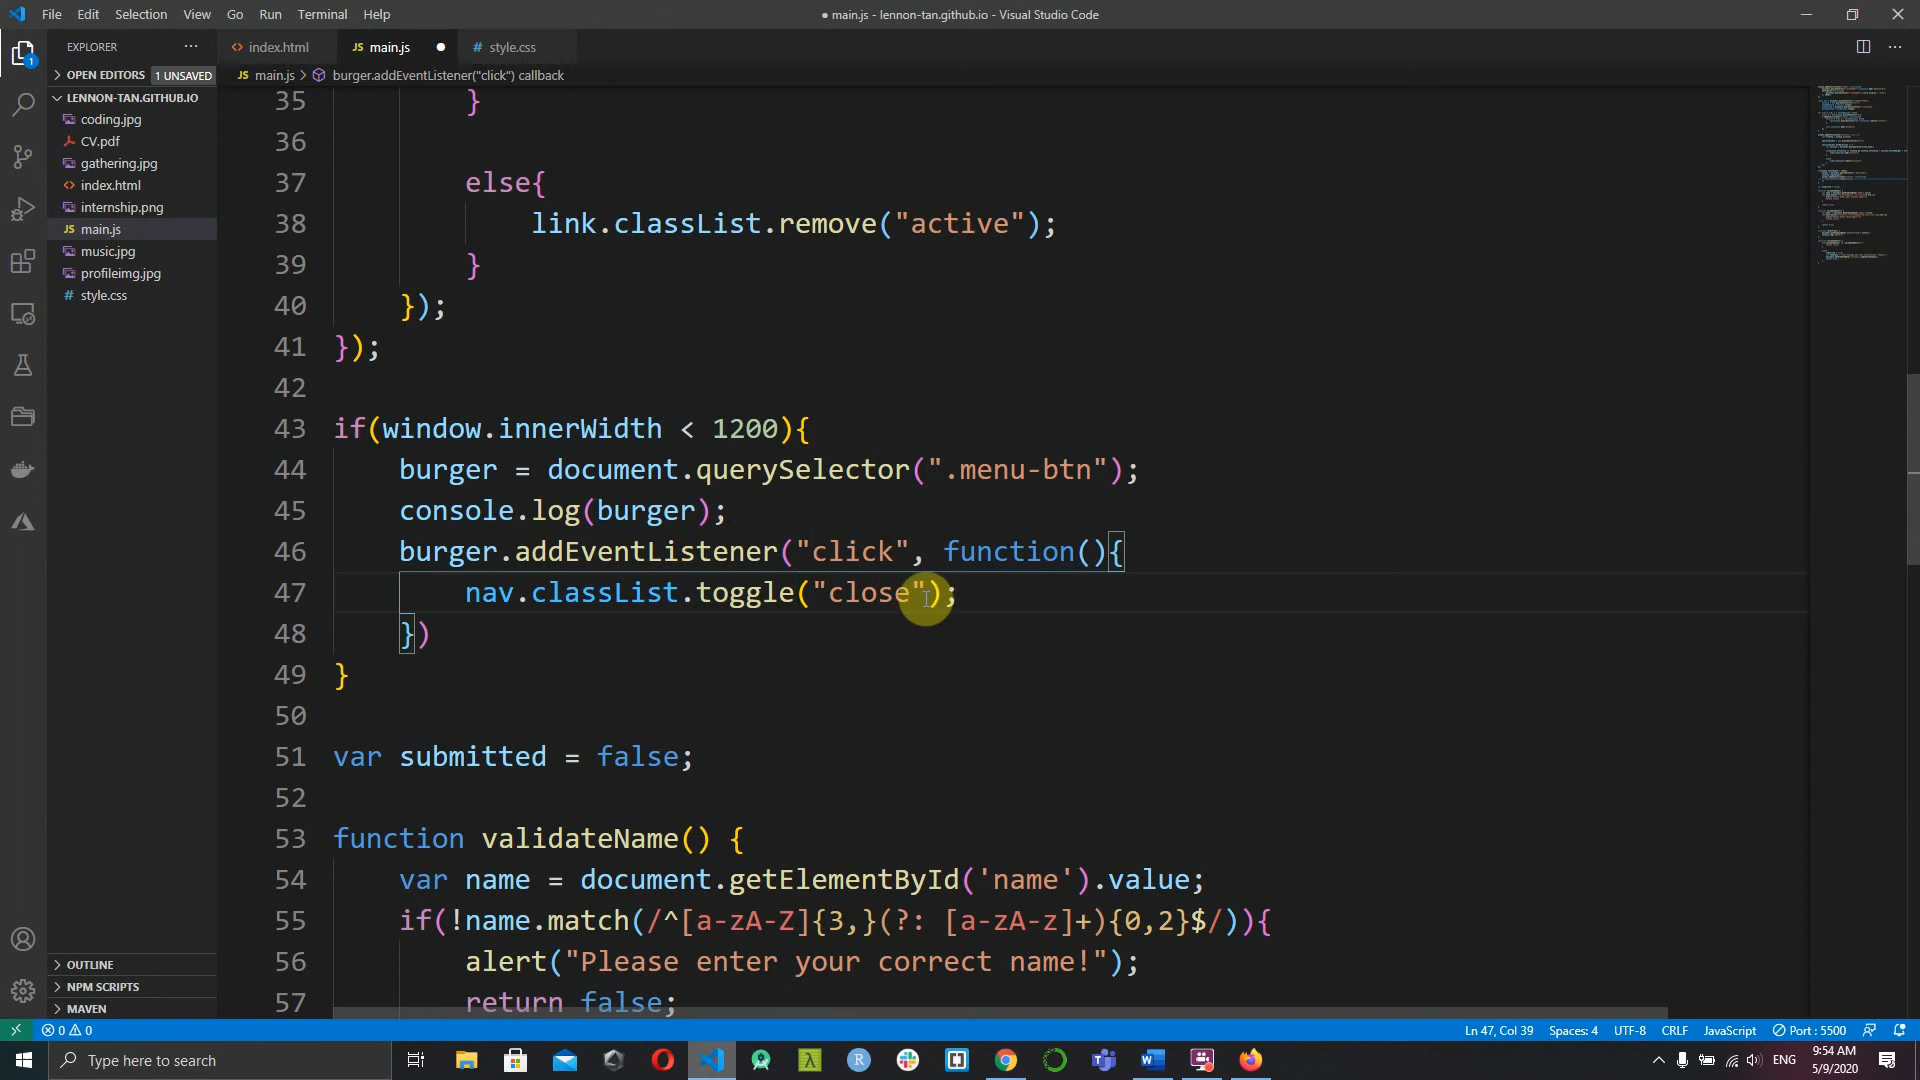 File Edit Selection View Go Run Terminal Help
● main.js - lennon-tan.github.io - Visual Studio Code
EXPLORER
OPEN EDITORS 1 UNSAVED
LENNON-TAN.GITHUB.IO
coding.jpg
CV.pdf
gathering.jpg
index.html
internship.png
main.js
music.jpg
profileimg.jpg
style.css
OUTLINE
NPM SCRIPTS
MAVEN
1
index.html JS main.js ● # style.css
JS main.js > burger.addEventListener("click") callback
35 }
36
37 else{
38 link.classList.remove("active");
39 }
40 });
41 });
42
43 if(window.innerWidth < 1200){
44 burger = document.querySelector(".menu-btn");
45 console.log(burger);
46 burger.addEventListener("click", function(){
47 nav.classList.toggle("close");
48 })
49 }
50
51 var submitted = false;
52
53 function validateName() {
54 var name = document.getElementById('name').value;
55 if(!name.match(/^[a-zA-Z]{3,}(?: [a-zA-z]+){0,2}$/)){
56 alert("Please enter your correct name!");
57 return false;
0 0 Ln 47, Col 39 Spaces: 4 UTF-8 CRLF JavaScript Port : 5500
Type here to search
ENG
9:54 AM
5/9/2020